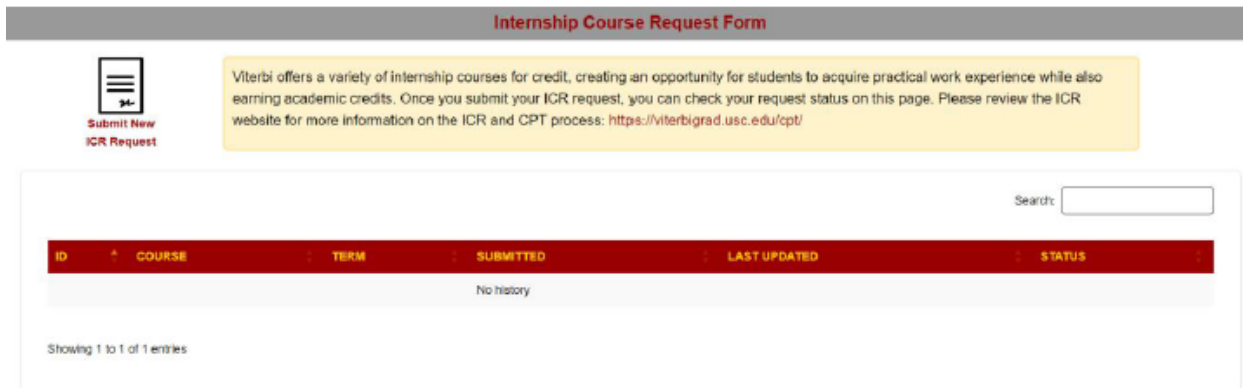 Internship Course Request Form
Submit New
ICR Request
Viterbi offers a variety of internship courses for credit, creating an opportunity for students to acquire practical work experience while also
earning academic credits. Once you submit your ICR request, you can check your request status on this page. Please review the ICR
website for more information on the ICR and CPT process: https://viterbigrad.usc.edu/cpt/
Search:
ID COURSE TERM SUBMITTED LAST UPDATED STATUS
No history
Showing 1 to 1 of 1 entries